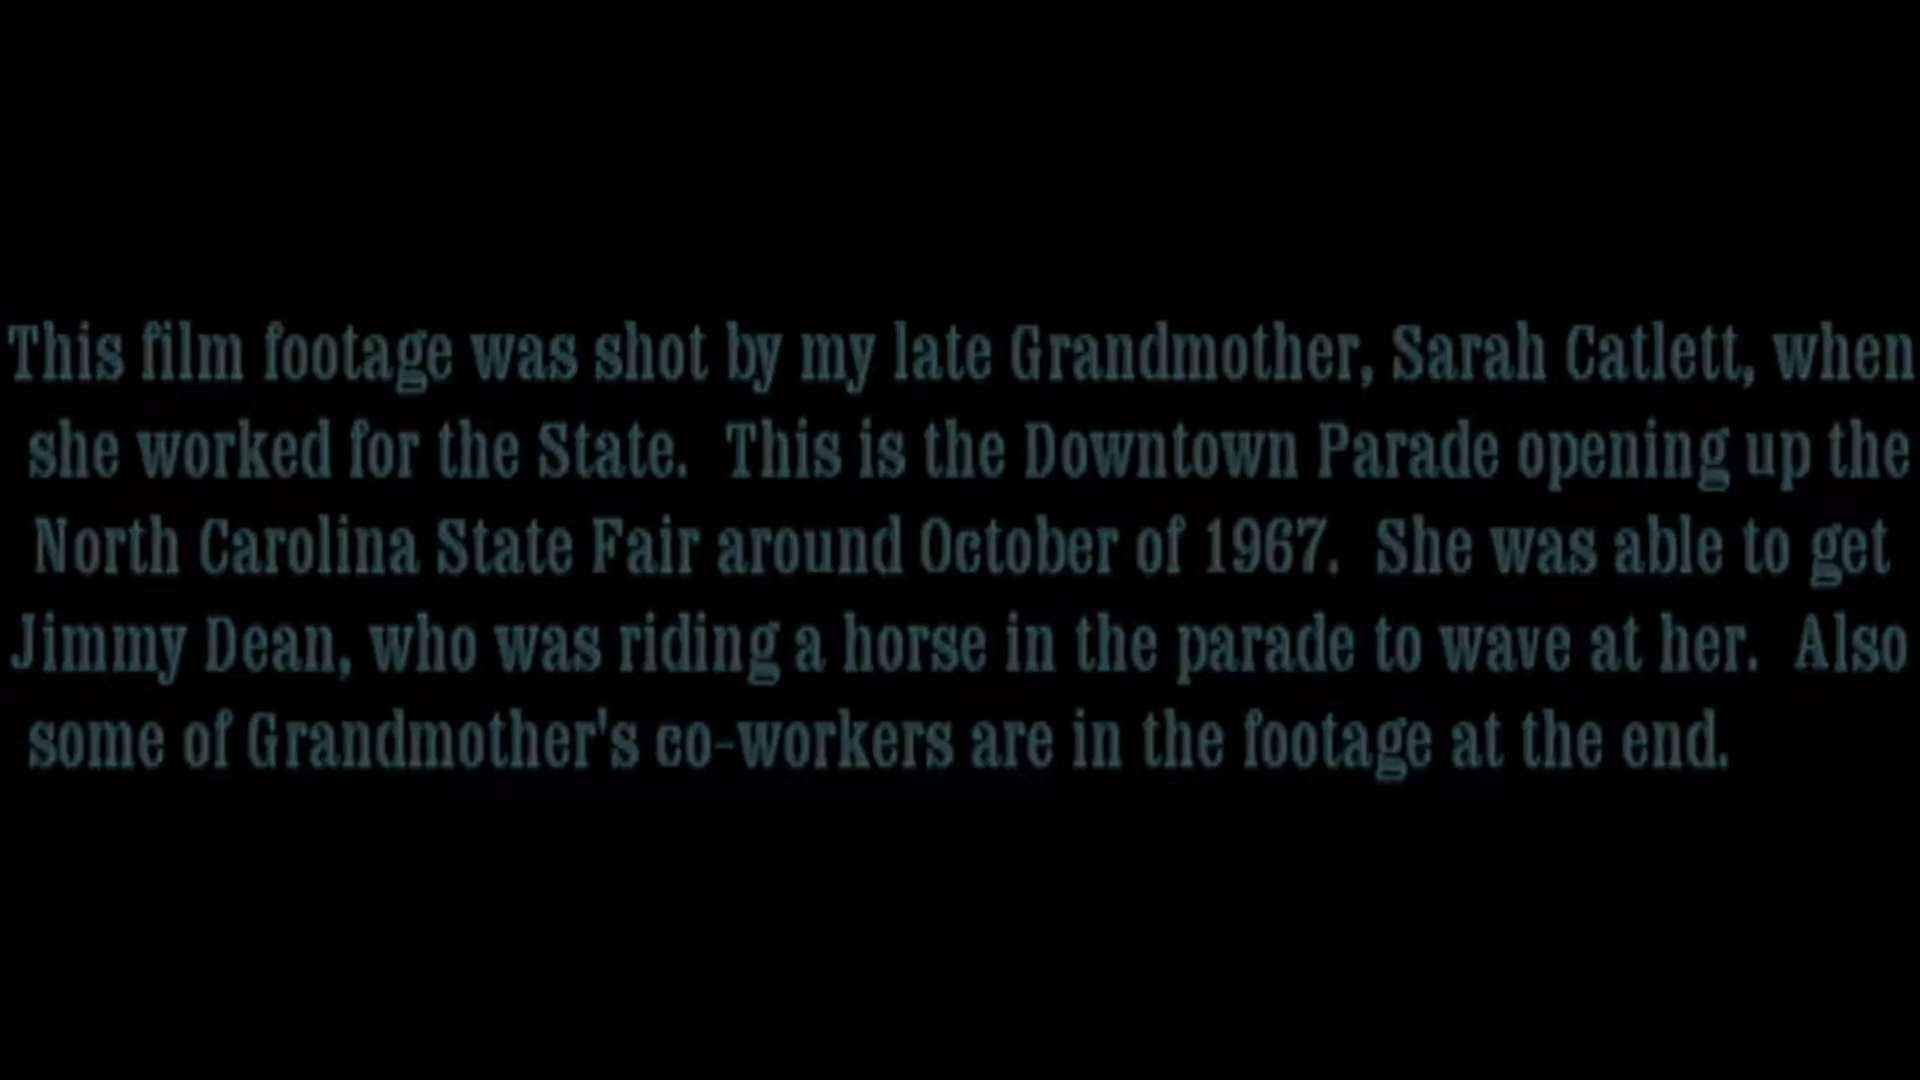 This film footage was shot by my late Grandmother, Sarah Catlett, when
she worked for the State.  This is the Downtown Parade opening up the
North Carolina State Fair around October of 1967.  She was able to get
Jimmy Dean, who was riding a horse in the parade to wave at her.  Also
some of Grandmother's co-workers are in the footage at the end.